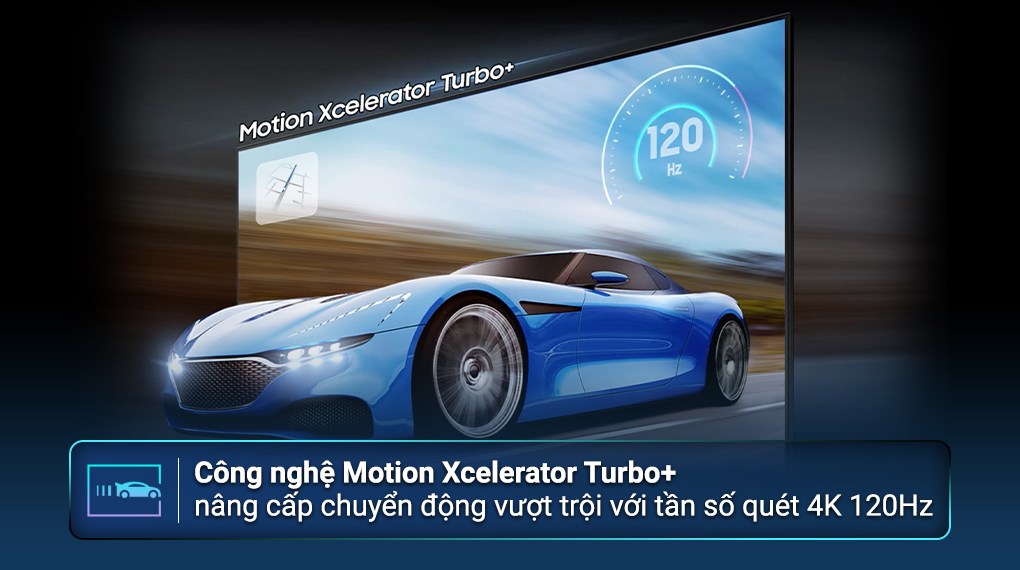 Motion Xcelerator Turbo+
120
Hz
Công nghệ Motion Xcelerator Turbo+
nâng cấp chuyển động vượt trội với tần số quét 4K 120Hz